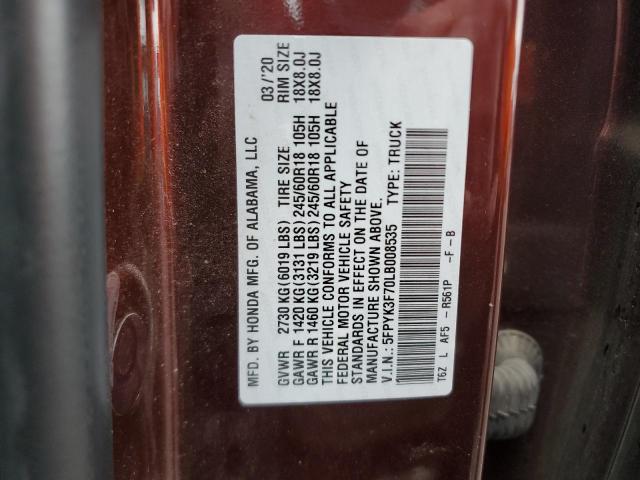 MFD. BY HONDA MFG. OF ALABAMA, LLC 03/'20
GVWR 2730 KG(6019 LBS) TIRE SIZE RIM SIZE
GAWR F 1420 KG(3131 LBS)245/60R18 105H 18X8.0J
GAWR R 1460 KG(3219 LBS)245/60R18 105H 18X8.0J
THIS VEHICLE CONFORMS TO ALL APPLICABLE
FEDERAL MOTOR VEHICLE SAFETY
STANDARDS IN EFFECT ON THE DATE OF
MANUFACTURE SHOWN ABOVE.
V.I.N.:5FPYK3F70LB008535 TYPE: TRUCK
T6Z L AF5 - R561P -F -B